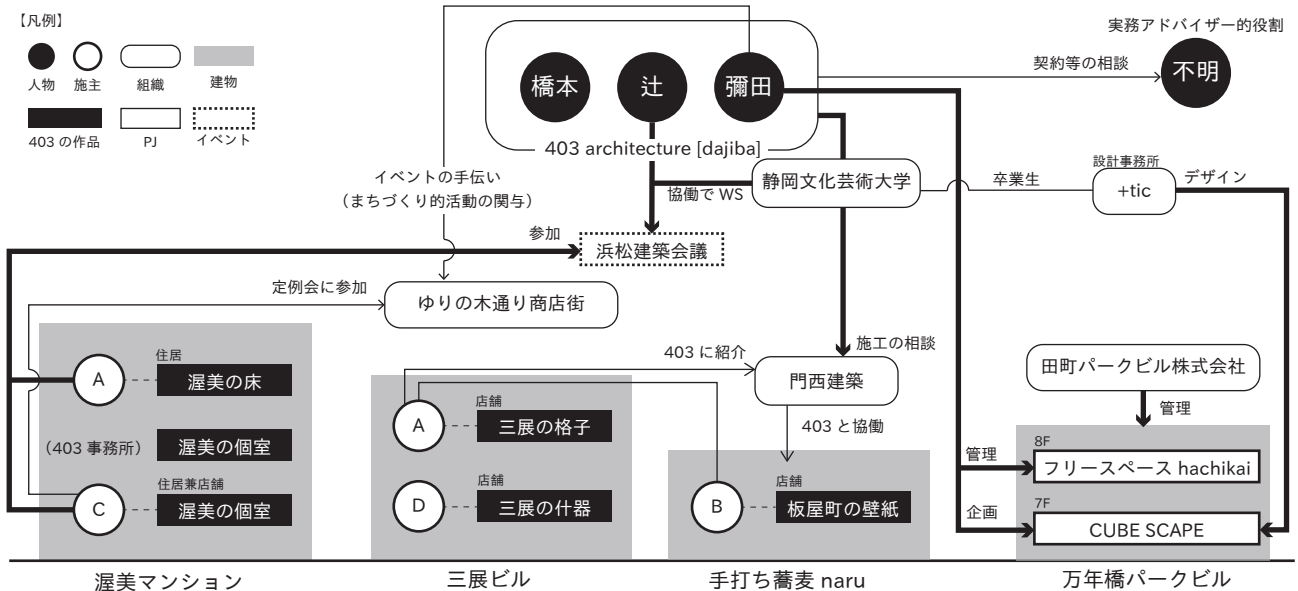 【凡例】
人物
施主
組織
建物
403 の作品
PJ
イベント
実務アドバイザー的役割
契約等の相談
不明
橋本
辻
彌田
403 architecture [dajiba]
イベントの手伝い
（まちづくり的活動の関与）
協働で WS
静岡文化芸術大学
卒業生
設計事務所
+tic
デザイン
参加
浜松建築会議
定例会に参加
ゆりの木通り商店街
403 に紹介
施工の相談
門西建築
403 と協働
田町パークビル株式会社
管理
A
住居
渥美の床
（403 事務所）
渥美の個室
C
住居兼店舗
渥美の個室
渥美マンション
A
店舗
三展の格子
D
店舗
三展の什器
三展ビル
B
店舗
板屋町の壁紙
手打ち蕎麦 naru
管理
8F
フリースペース hachikai
企画
7F
CUBE SCAPE
万年橋パークビル